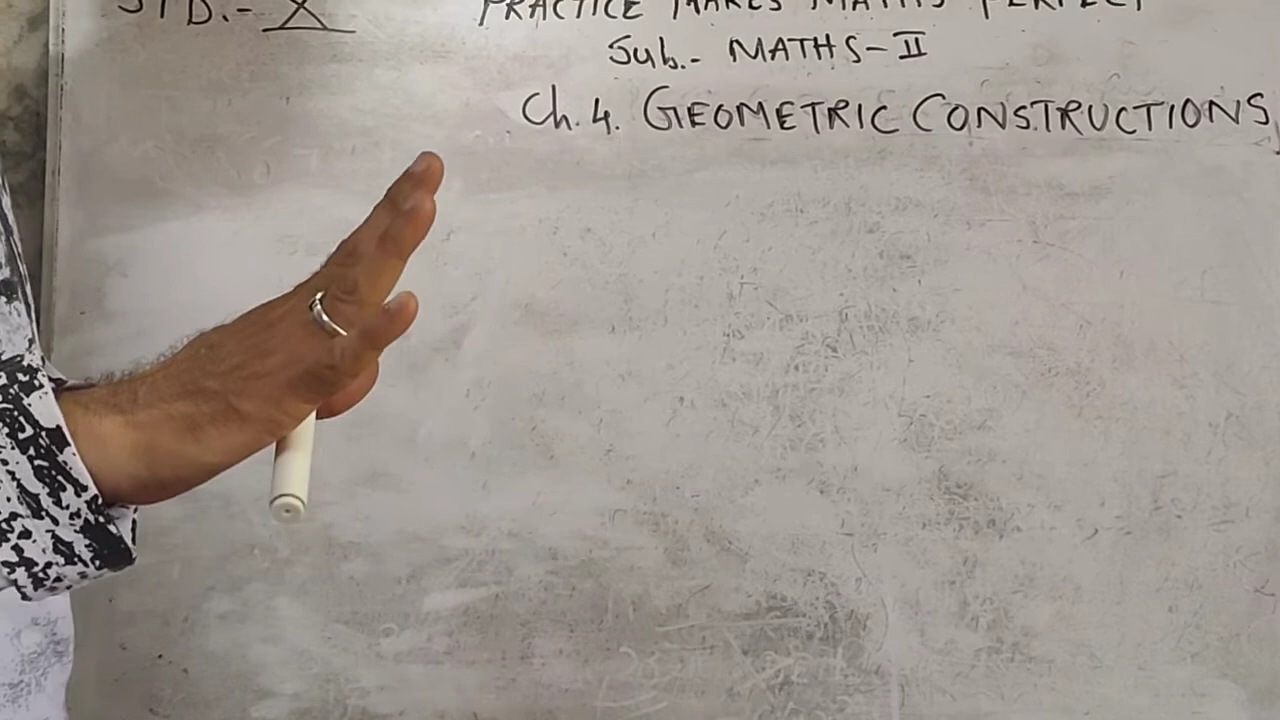 STD.- X
PRACTICE MAKES MATHS PERFECT
Sub.- MATHS-II
Ch.4. GEOMETRIC CONSTRUCTIONS